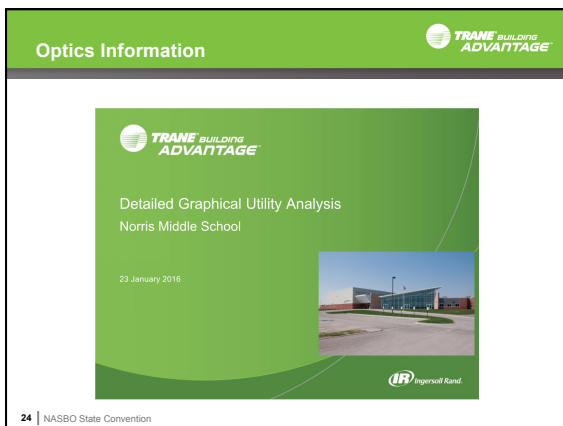 Optics Information
TRANE BUILDING
ADVANTAGE
TRANE BUILDING
ADVANTAGE
Detailed Graphical Utility Analysis
Norris Middle School
23 January 2016
IR Ingersoll Rand.
24 | NASBO State Convention